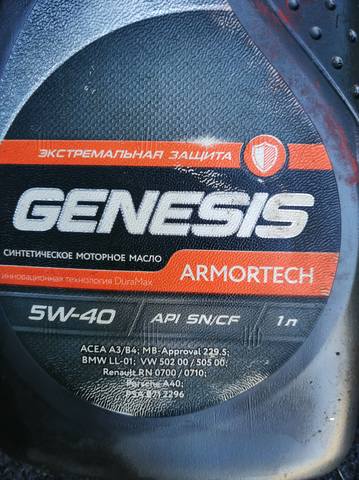 ЭКСТРЕМАЛЬНАЯ ЗАЩИТА
GENESIS
СИНТЕТИЧЕСКОЕ МОТОРНОЕ МАСЛО
ARMORTECH
инновационная технология DuraMax
5W-40 API SN/CF 1 л
ACEA A3/B4; MB-Approval 229.5;
BMW LL-01; VW 502 00 / 505 00;
Renault RN 0700 / 0710;
Porsche A40;
PSA B71 2296